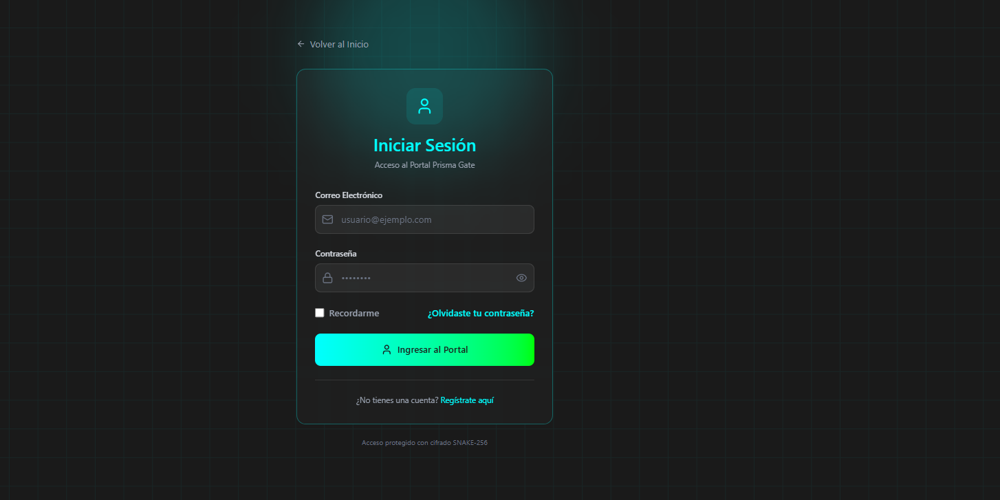 Volver al Inicio
Iniciar Sesión
Acceso al Portal Prisma Gate
Correo Electrónico
usuario@ejemplo.com
Contraseña
••••••••
Recordarme
¿Olvidaste tu contraseña?
Ingresar al Portal
¿No tienes una cuenta? Regístrate aquí
Acceso protegido con cifrado SNAKE-256